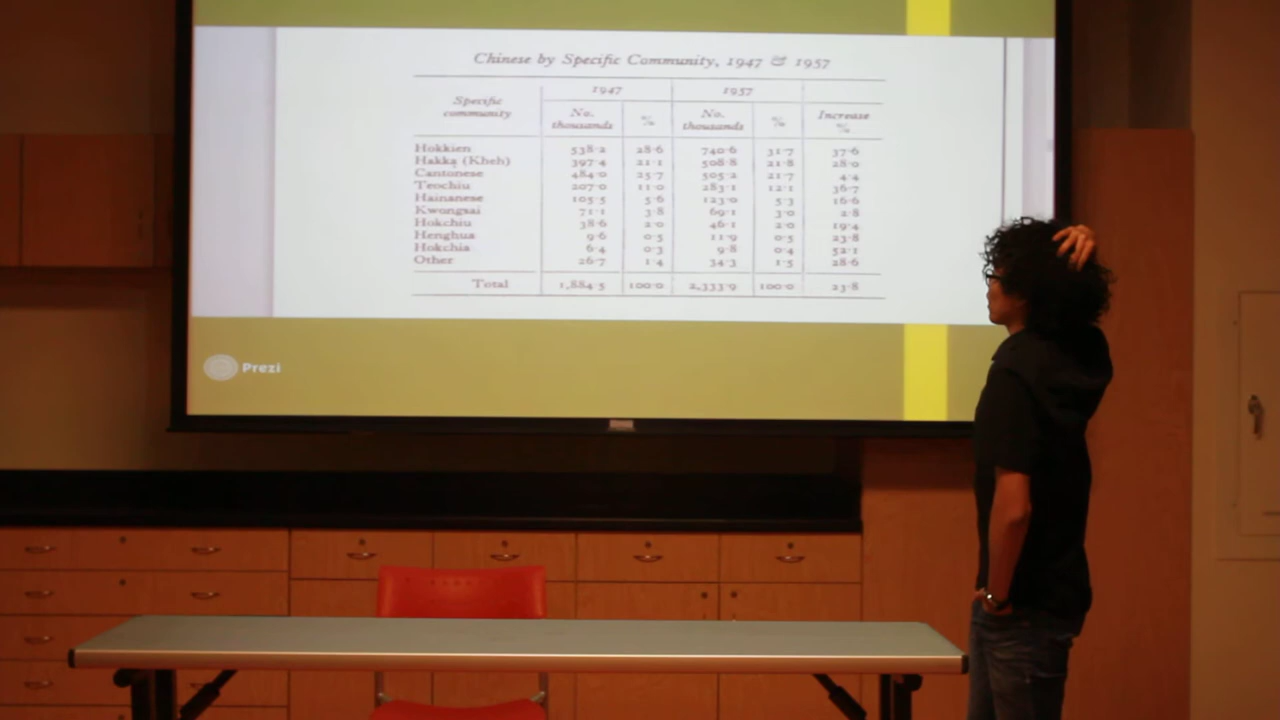 Chinese by Specific Community, 1947 & 1957
1947 1957
Specific community No. thousands % No. thousands % Increase %
Hokkien 538·2 28·6 740·6 31·7 37·6
Hakka (Kheh) 397·4 21·1 508·8 21·8 28·0
Cantonese 484·0 25·7 505·2 21·7 4·4
Teochiu 207·0 11·0 283·1 12·1 36·7
Hainanese 105·5 5·6 123·0 5·3 16·6
Kwongsai 71·1 3·8 69·1 3·0 2·8
Hokchiu 38·6 2·0 46·1 2·0 19·4
Henghua 9·6 0·5 11·9 0·5 23·8
Hokchia 6·4 0·3 9·8 0·4 52·1
Other 26·7 1·4 34·3 1·5 28·6
Total 1,884·5 100·0 2,333·9 100·0 23·8
Prezi